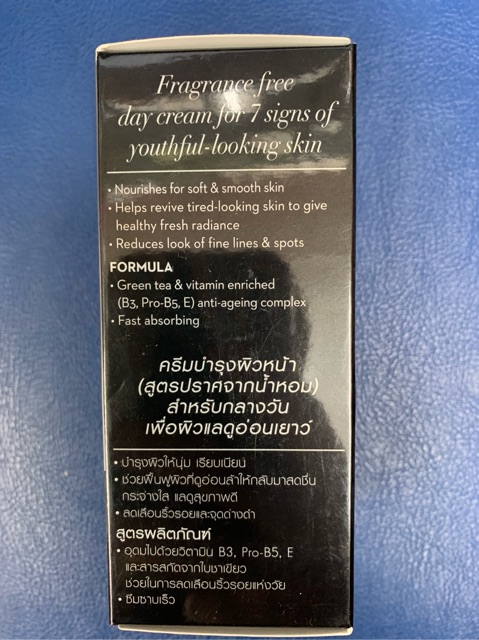 Fragrance free
day cream for 7 signs of
youthful-looking skin
• Nourishes for soft & smooth skin
• Helps revive tired-looking skin to give
healthy fresh radiance
• Reduces look of fine lines & spots
FORMULA
• Green tea & vitamin enriched
(B3, Pro-B5, E) anti-ageing complex
• Fast absorbing
ครีมบำรุงผิวหน้า
(สูตรปราศจากน้ำหอม)
สำหรับกลางวัน
เพื่อผิวแลดูอ่อนเยาว์
• บำรุงผิวให้นุ่ม เรียบเนียน
• ช่วยฟื้นฟูผิวที่ดูอ่อนล้าให้กลับมาสดชื่น
กระจ่างใส แลดูสุขภาพดี
• ลดเลือนริ้วรอยและจุดด่างดำ
สูตรผลิตภัณฑ์
• อุดมไปด้วยวิตามิน B3, Pro-B5, E
และสารสกัดจากใบชาเขียว
ช่วยในการลดเลือนริ้วรอยแห่งวัย
• ซึมซาบเร็ว